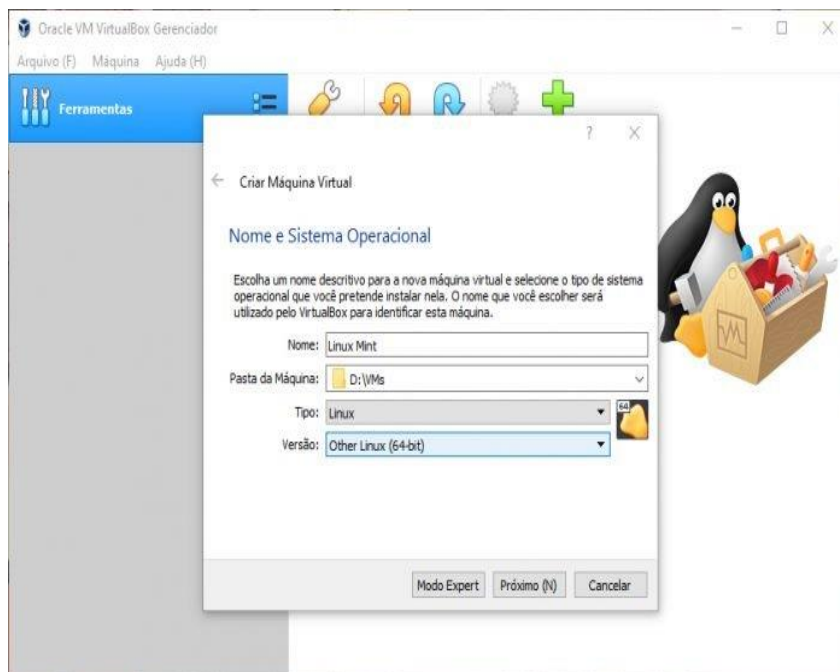 Oracle VM VirtualBox Gerenciador
Arquivo (F) Máquina Ajuda (H)
Ferramentas
?
Criar Máquina Virtual
Nome e Sistema Operacional
Escolha um nome descritivo para a nova máquina virtual e selecione o tipo de sistema
operacional que você pretende instalar nela. O nome que você escolher será
utilizado pelo VirtualBox para identificar esta máquina.
Nome: Linux Mint
Pasta da Máquina: D:\VMs
Tipo: Linux
64
Versão: Other Linux (64-bit)
Modo Expert Próximo (N) Cancelar